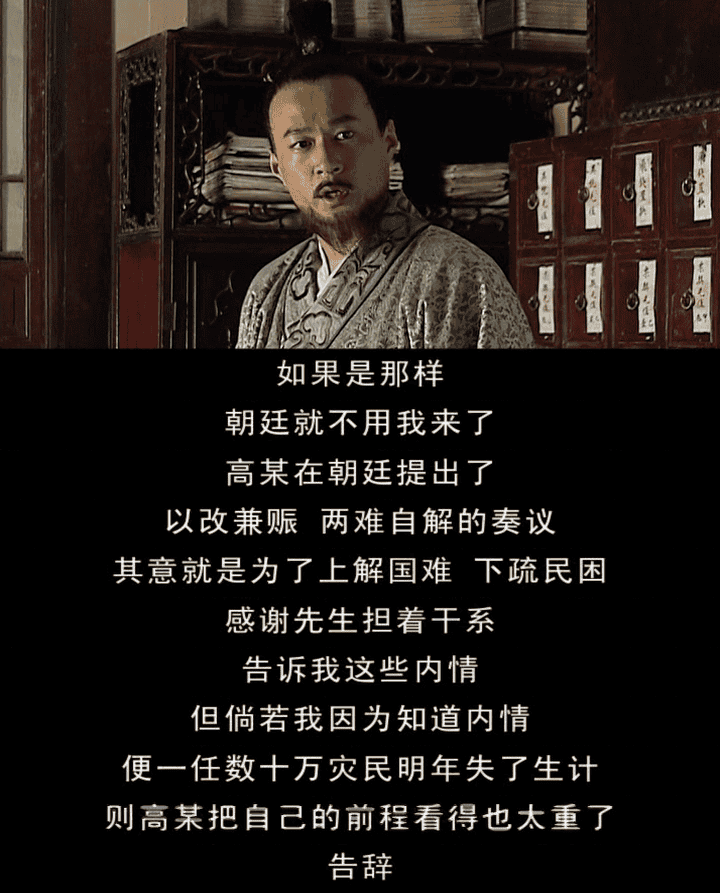 如果是那样
朝廷就不用我来了
高某在朝廷提出了
以改兼赈 两难自解的奏议
其意就是为了上解国难 下疏民困
感谢先生担着干系
告诉我这些内情
但倘若我因为知道内情
便一任数十万灾民明年失了生计
则高某把自己的前程看得也太重了
告辞